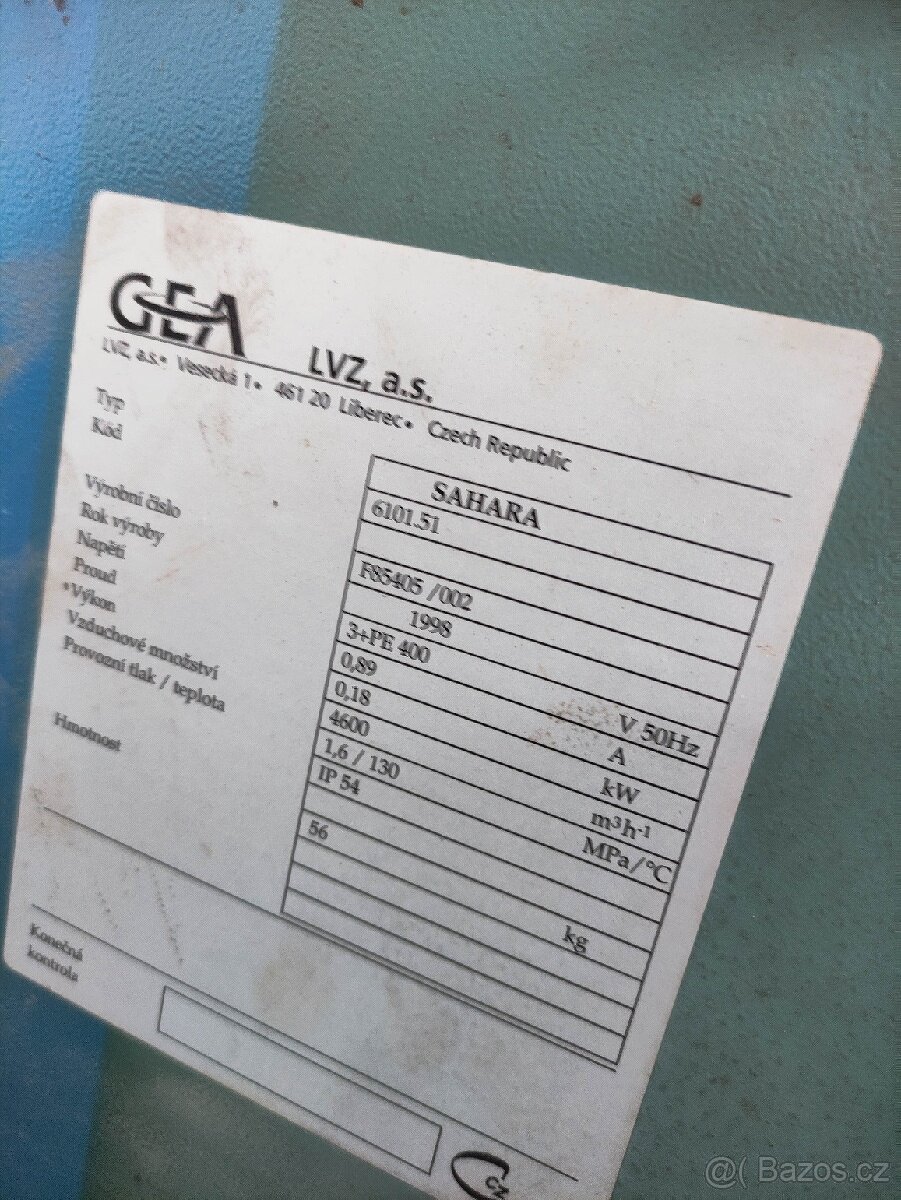 GEA
LVZ, a.s.
LVZ, a.s. • Vesecká 1 • 461 20 Liberec • Czech Republic
Typ SAHARA
Kód 6101.51
Výrobní číslo F85405 /002
Rok výroby 1998
Napětí 3+PE 400 V 50Hz
Proud 0,89 A
*Výkon 0,18 kW
Vzduchové množství 4600 m³h⁻¹
Provozní tlak / teplota 1,6 / 130 MPa/°C
IP 54
Hmotnost 56 kg
Konečná
kontrola
CZ
@( Bazos.cz